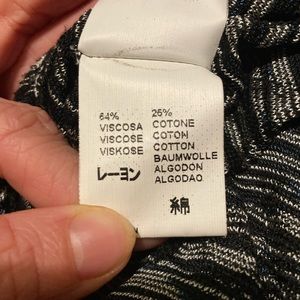 64% 25%
VISCOSA COTONE
VISCOSE COTON
VISKOSE COTTON
BAUMWOLLE
レーヨン ALGODON
ALGODAO
綿